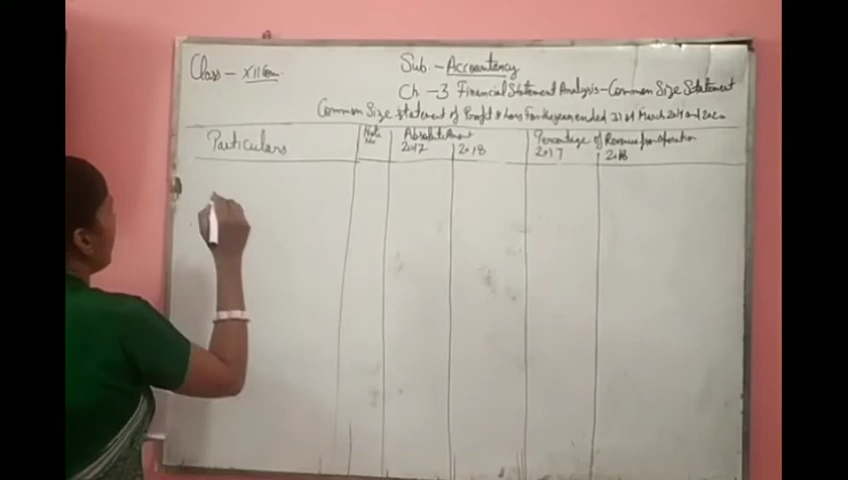 Class - XII Com Sub. - Accountancy
Ch - 3 Financial Statement Analysis - Common Size Statement
Common Size Statement of Profit & Loss For the year ended 31st March 2019 and
Particulars Note No Absolute Amount Percentage of Revenue from operation
2017 2018 2017 2018